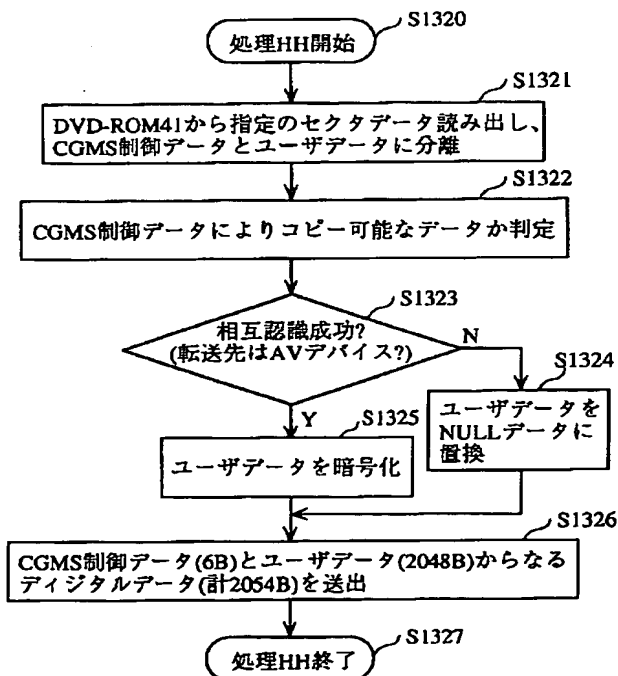 S1320
処理HH開始
S1321
DVD-ROM41から指定のセクタデータ読み出し、
CGMS制御データとユーザデータに分離
S1322
CGMS制御データによりコピー可能なデータか判定
S1323
相互認識成功?
(転送先はAVデバイス?)
N
S1324
ユーザデータを
NULLデータに
置換
Y
S1325
ユーザデータを暗号化
S1326
CGMS制御データ(6B)とユーザデータ(2048B)からなる
ディジタルデータ(計2054B)を送出
S1327
処理HH終了